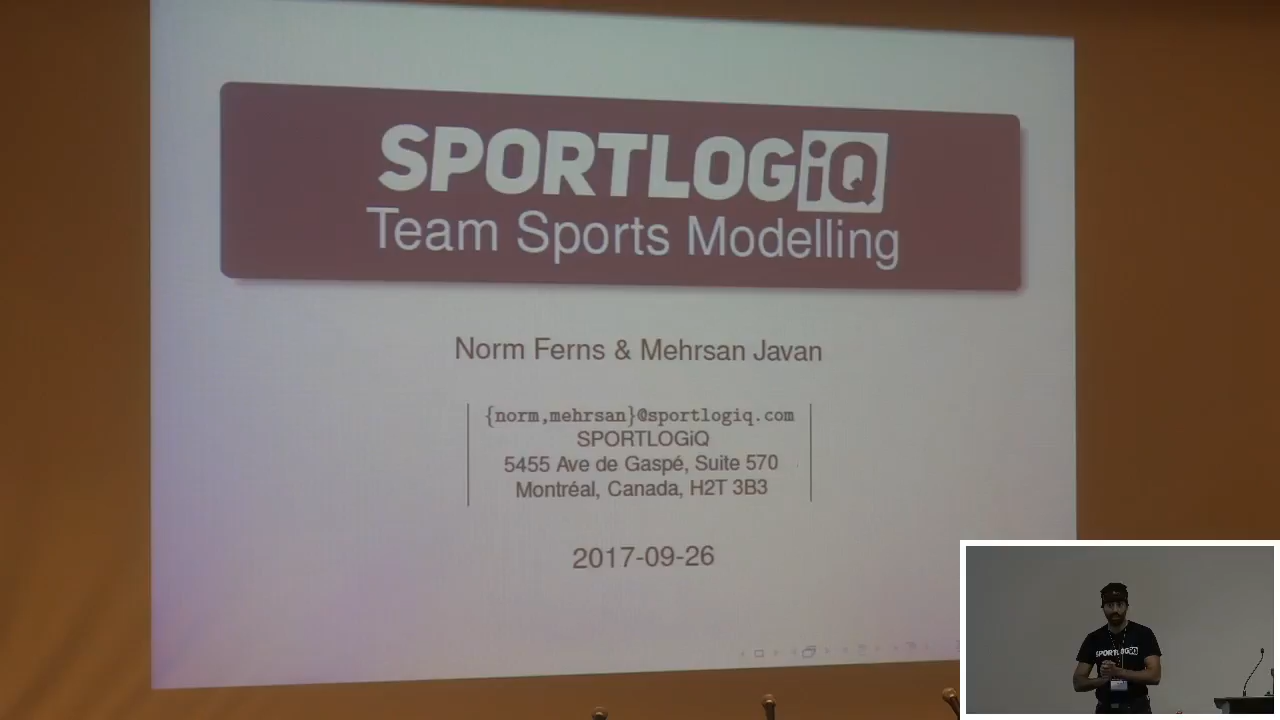 SPORTLOGiQ
Team Sports Modelling
Norm Ferns & Mehrsan Javan
{norm,mehrsan}@sportlogiq.com
SPORTLOGiQ
5455 Ave de Gaspé, Suite 570
Montréal, Canada, H2T 3B3
2017-09-26
SPORTLOGiQ